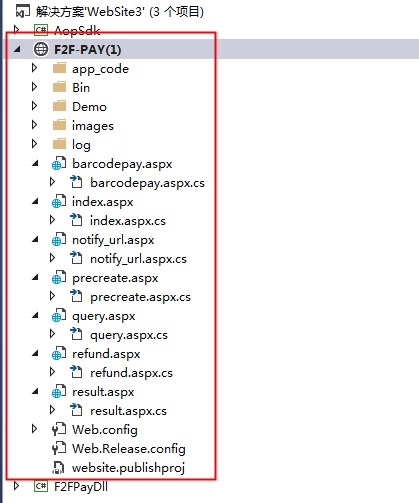 解决方案'WebSite3' (3 个项目)
AopSdk
F2F-PAY(1)
app_code
Bin
Demo
images
log
barcodepay.aspx
barcodepay.aspx.cs
index.aspx
index.aspx.cs
notify_url.aspx
notify_url.aspx.cs
precreate.aspx
precreate.aspx.cs
query.aspx
query.aspx.cs
refund.aspx
refund.aspx.cs
result.aspx
result.aspx.cs
Web.config
Web.Release.config
website.publishproj
F2FPayDll